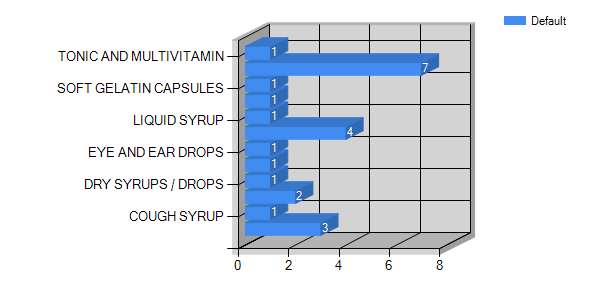 Default
TONIC AND MULTIVITAMIN
1
7
SOFT GELATIN CAPSULES
1
1
LIQUID SYRUP
1
4
EYE AND EAR DROPS
1
1
DRY SYRUPS / DROPS
1
2
COUGH SYRUP
1
3
0 2 4 6 8